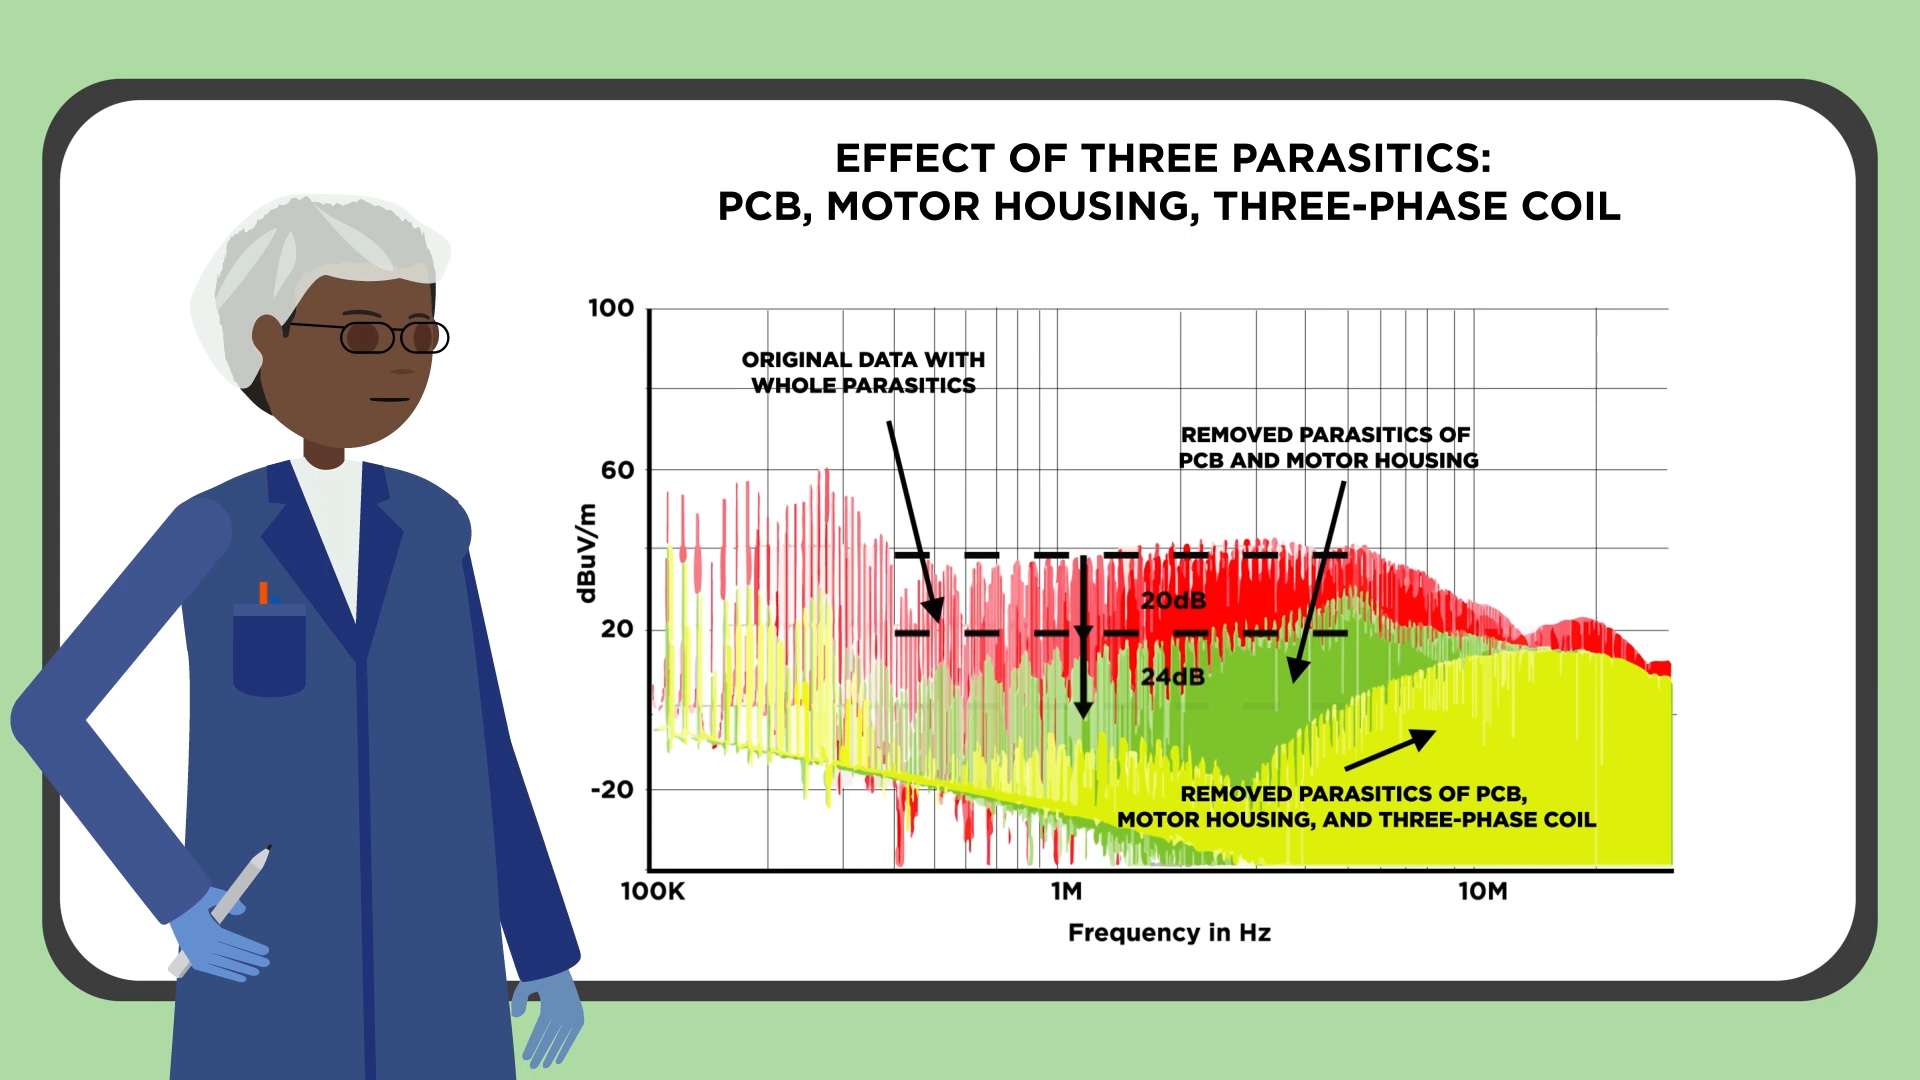 EFFECT OF THREE PARASITICS:
PCB, MOTOR HOUSING, THREE-PHASE COIL
100
60
20
-20
dBuV/m
ORIGINAL DATA WITH
WHOLE PARASITICS
REMOVED PARASITICS OF
PCB AND MOTOR HOUSING
20dB
24dB
REMOVED PARASITICS OF PCB,
MOTOR HOUSING, AND THREE-PHASE COIL
100K
1M
10M
Frequency in Hz